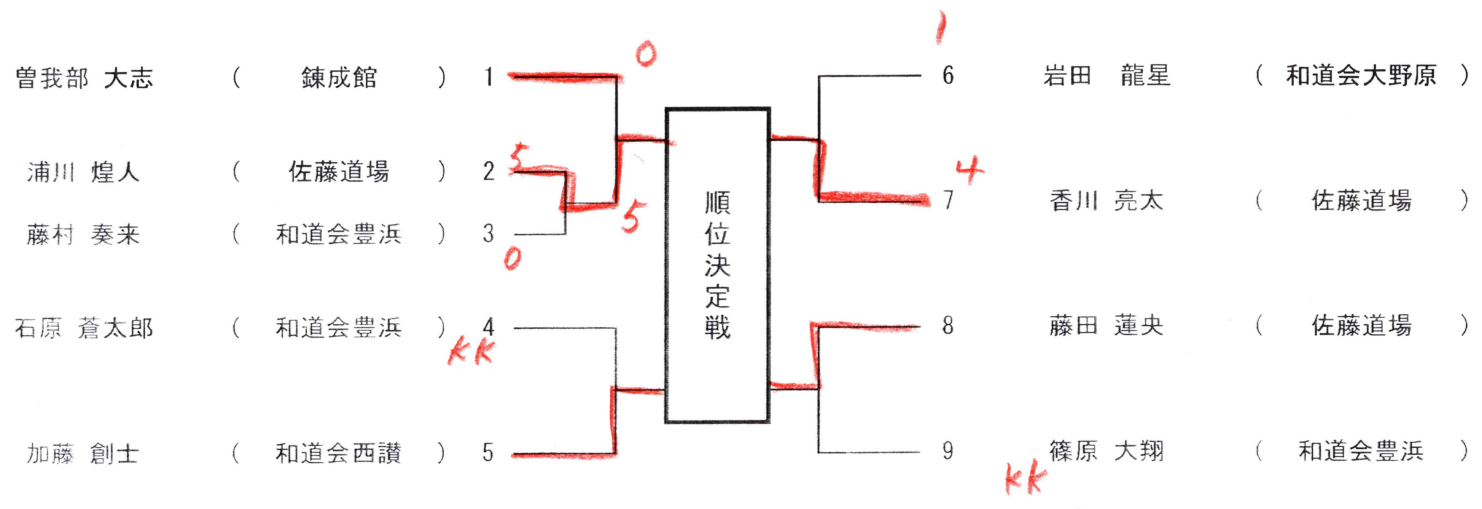 0
1
曽我部 大志 ( 錬成館 ) 1
6 岩田 龍星 ( 和道会大野原 )
5
浦川 煌人 ( 佐藤道場 ) 2
4
7 香川 亮太 ( 佐藤道場 )
5
藤村 奏来 ( 和道会豊浜 ) 3
0
順位決定戦
石原 蒼太郎 ( 和道会豊浜 ) 4
KK
8 藤田 蓮央 ( 佐藤道場 )
加藤 創士 ( 和道会西讃 ) 5
9 篠原 大翔 ( 和道会豊浜 )
KK